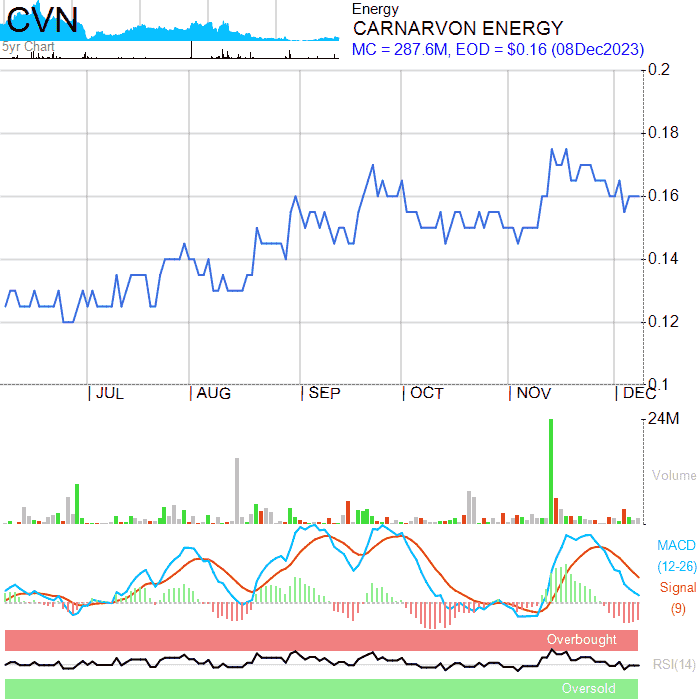 CVN
5yr Chart
Energy
CARNARVON ENERGY
MC = 287.6M, EOD = $0.16 (08Dec2023)
0.2
0.18
0.16
0.14
0.12
0.1
JUL AUG SEP OCT NOV DEC
24M
Volume
MACD
(12-26)
Signal
(9)
Overbought
RSI(14)
Oversold